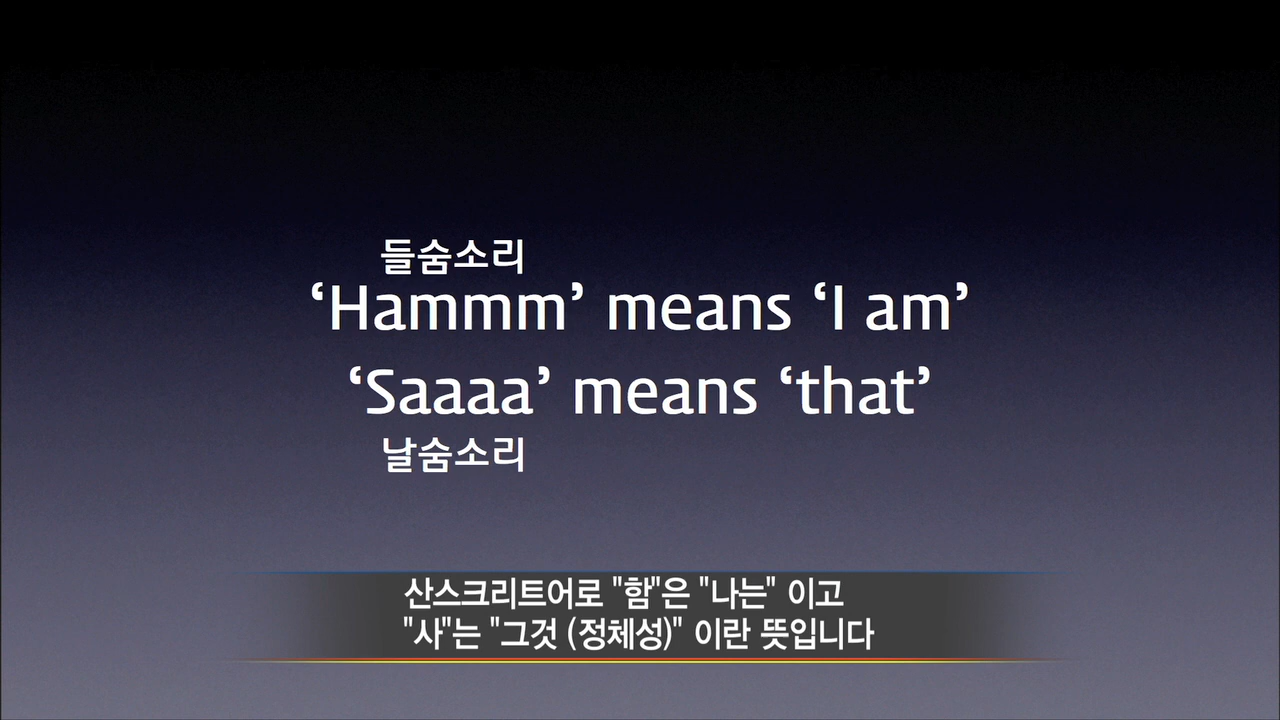 들숨소리
‘Hammm’ means ‘I am’
‘Saaaa’ means ‘that’
날숨소리
산스크리트어로 "함"은 "나는" 이고
"사"는 "그것 (정체성)" 이란 뜻입니다